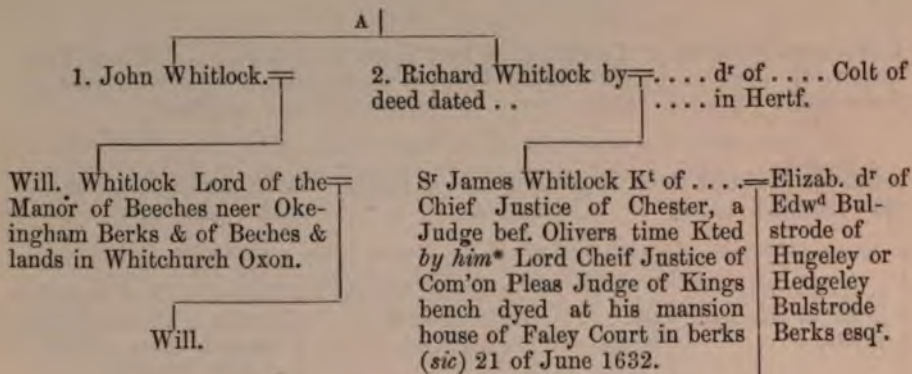 A
1. John Whitlock.
2. Richard Whitlock by
deed dated . .
. . . . dʳ of . . . . Colt of
. . . . in Hertf.
Will. Whitlock Lord of the
Manor of Beeches neer Oke-
ingham Berks & of Beches &
lands in Whitchurch Oxon.
Will.
Sʳ James Whitlock Kᵗ of . . . .
Chief Justice of Chester, a
Judge bef. Olivers time Kted
by him* Lord Cheif Justice of
Com'on Pleas Judge of Kings
bench dyed at his mansion
house of Faley Court in berks
(sic) 21 of June 1632.
Elizab. dʳ of
Edwᵈ Bul-
strode of
Hugeley or
Hedgeley
Bulstrode
Berks esqʳ.